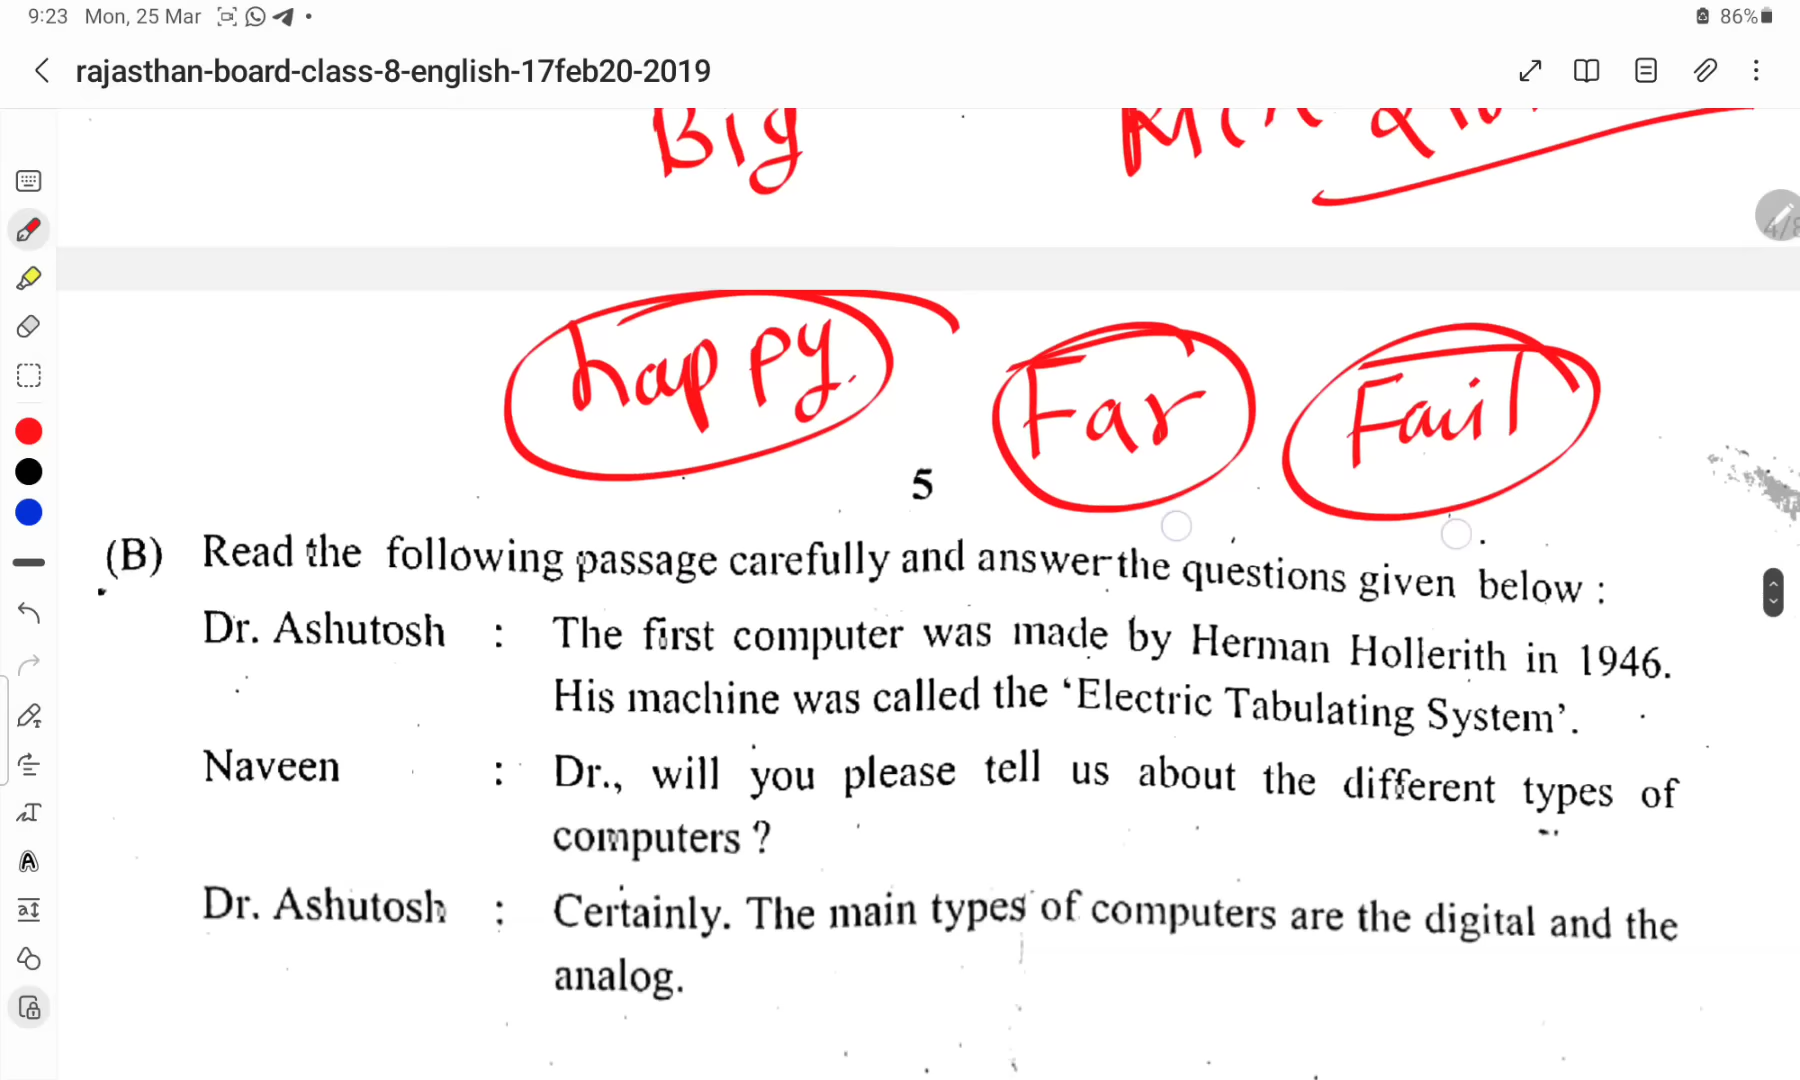 9:23 Mon, 25 Mar
86%
rajasthan-board-class-8-english-17feb20-2019
Big
4/8
happy.
Far
Fail
5
(B) Read the following passage carefully and answer the questions given below :
Dr. Ashutosh : The first computer was made by Herman Hollerith in 1946.
His machine was called the ‘Electric Tabulating System’.
Naveen : Dr., will you please tell us about the different types of
computers ?
Dr. Ashutosh : Certainly. The main types of computers are the digital and the
analog.